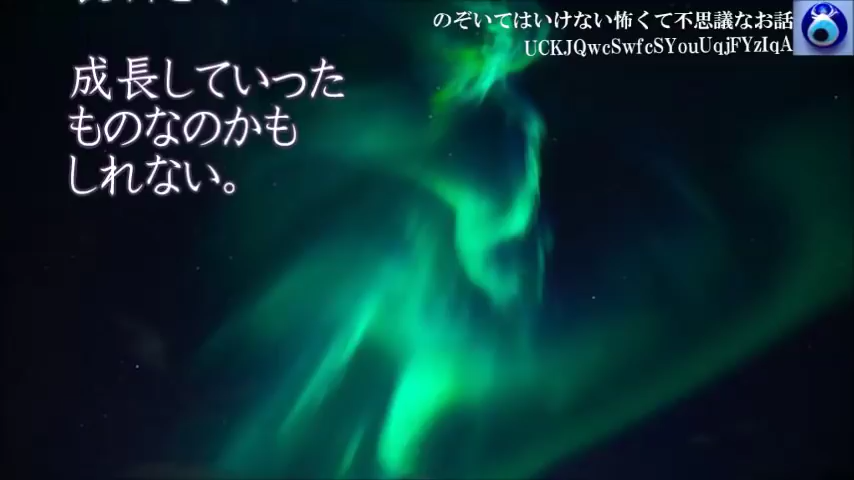 のぞいてはいけない怖くて不思議なお話
UCKJQwcSwfcSYouUqjFYzIqA
成長していった
ものなのかも
しれない。